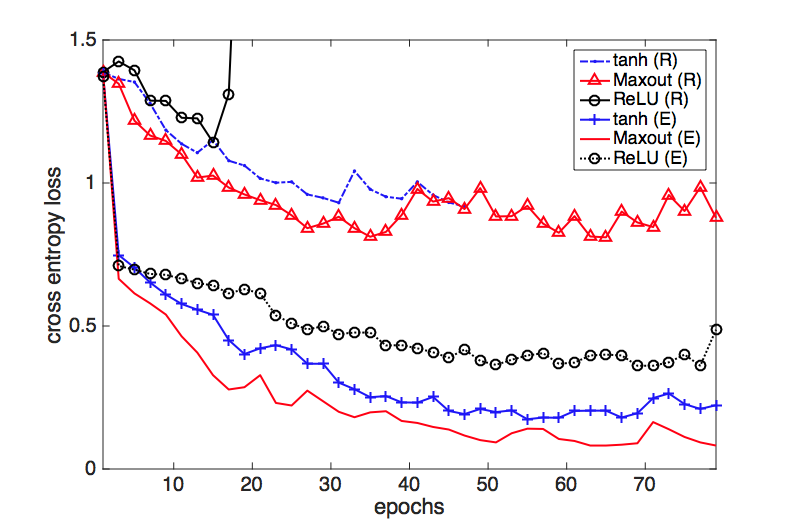 1.5
1
0.5
0
cross entropy loss
tanh (R)
Maxout (R)
ReLU (R)
tanh (E)
Maxout (E)
ReLU (E)
10 20 30 40 50 60 70
epochs